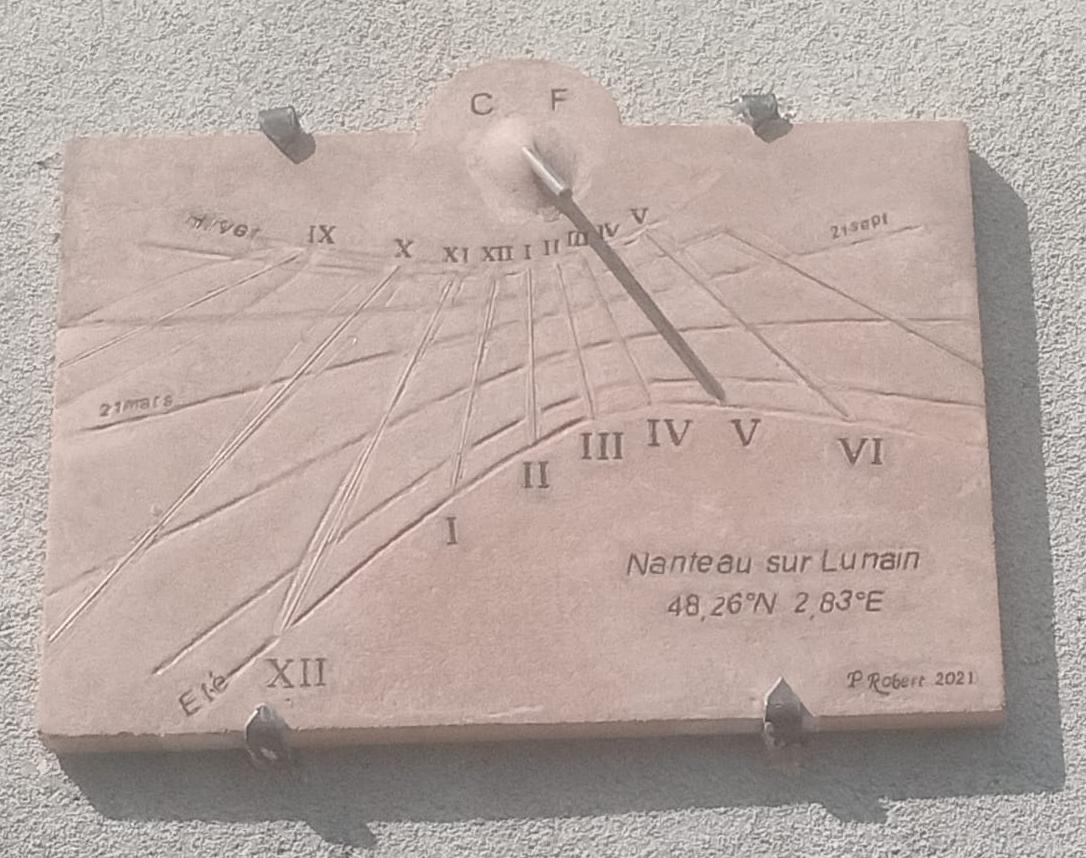 C F
Hiver IX X XI XII I II III IV V 21 sept
21 mars
I II III IV V VI
Nanteau sur Lunain
48,26°N 2,83°E
Eté XII
P Robert 2021